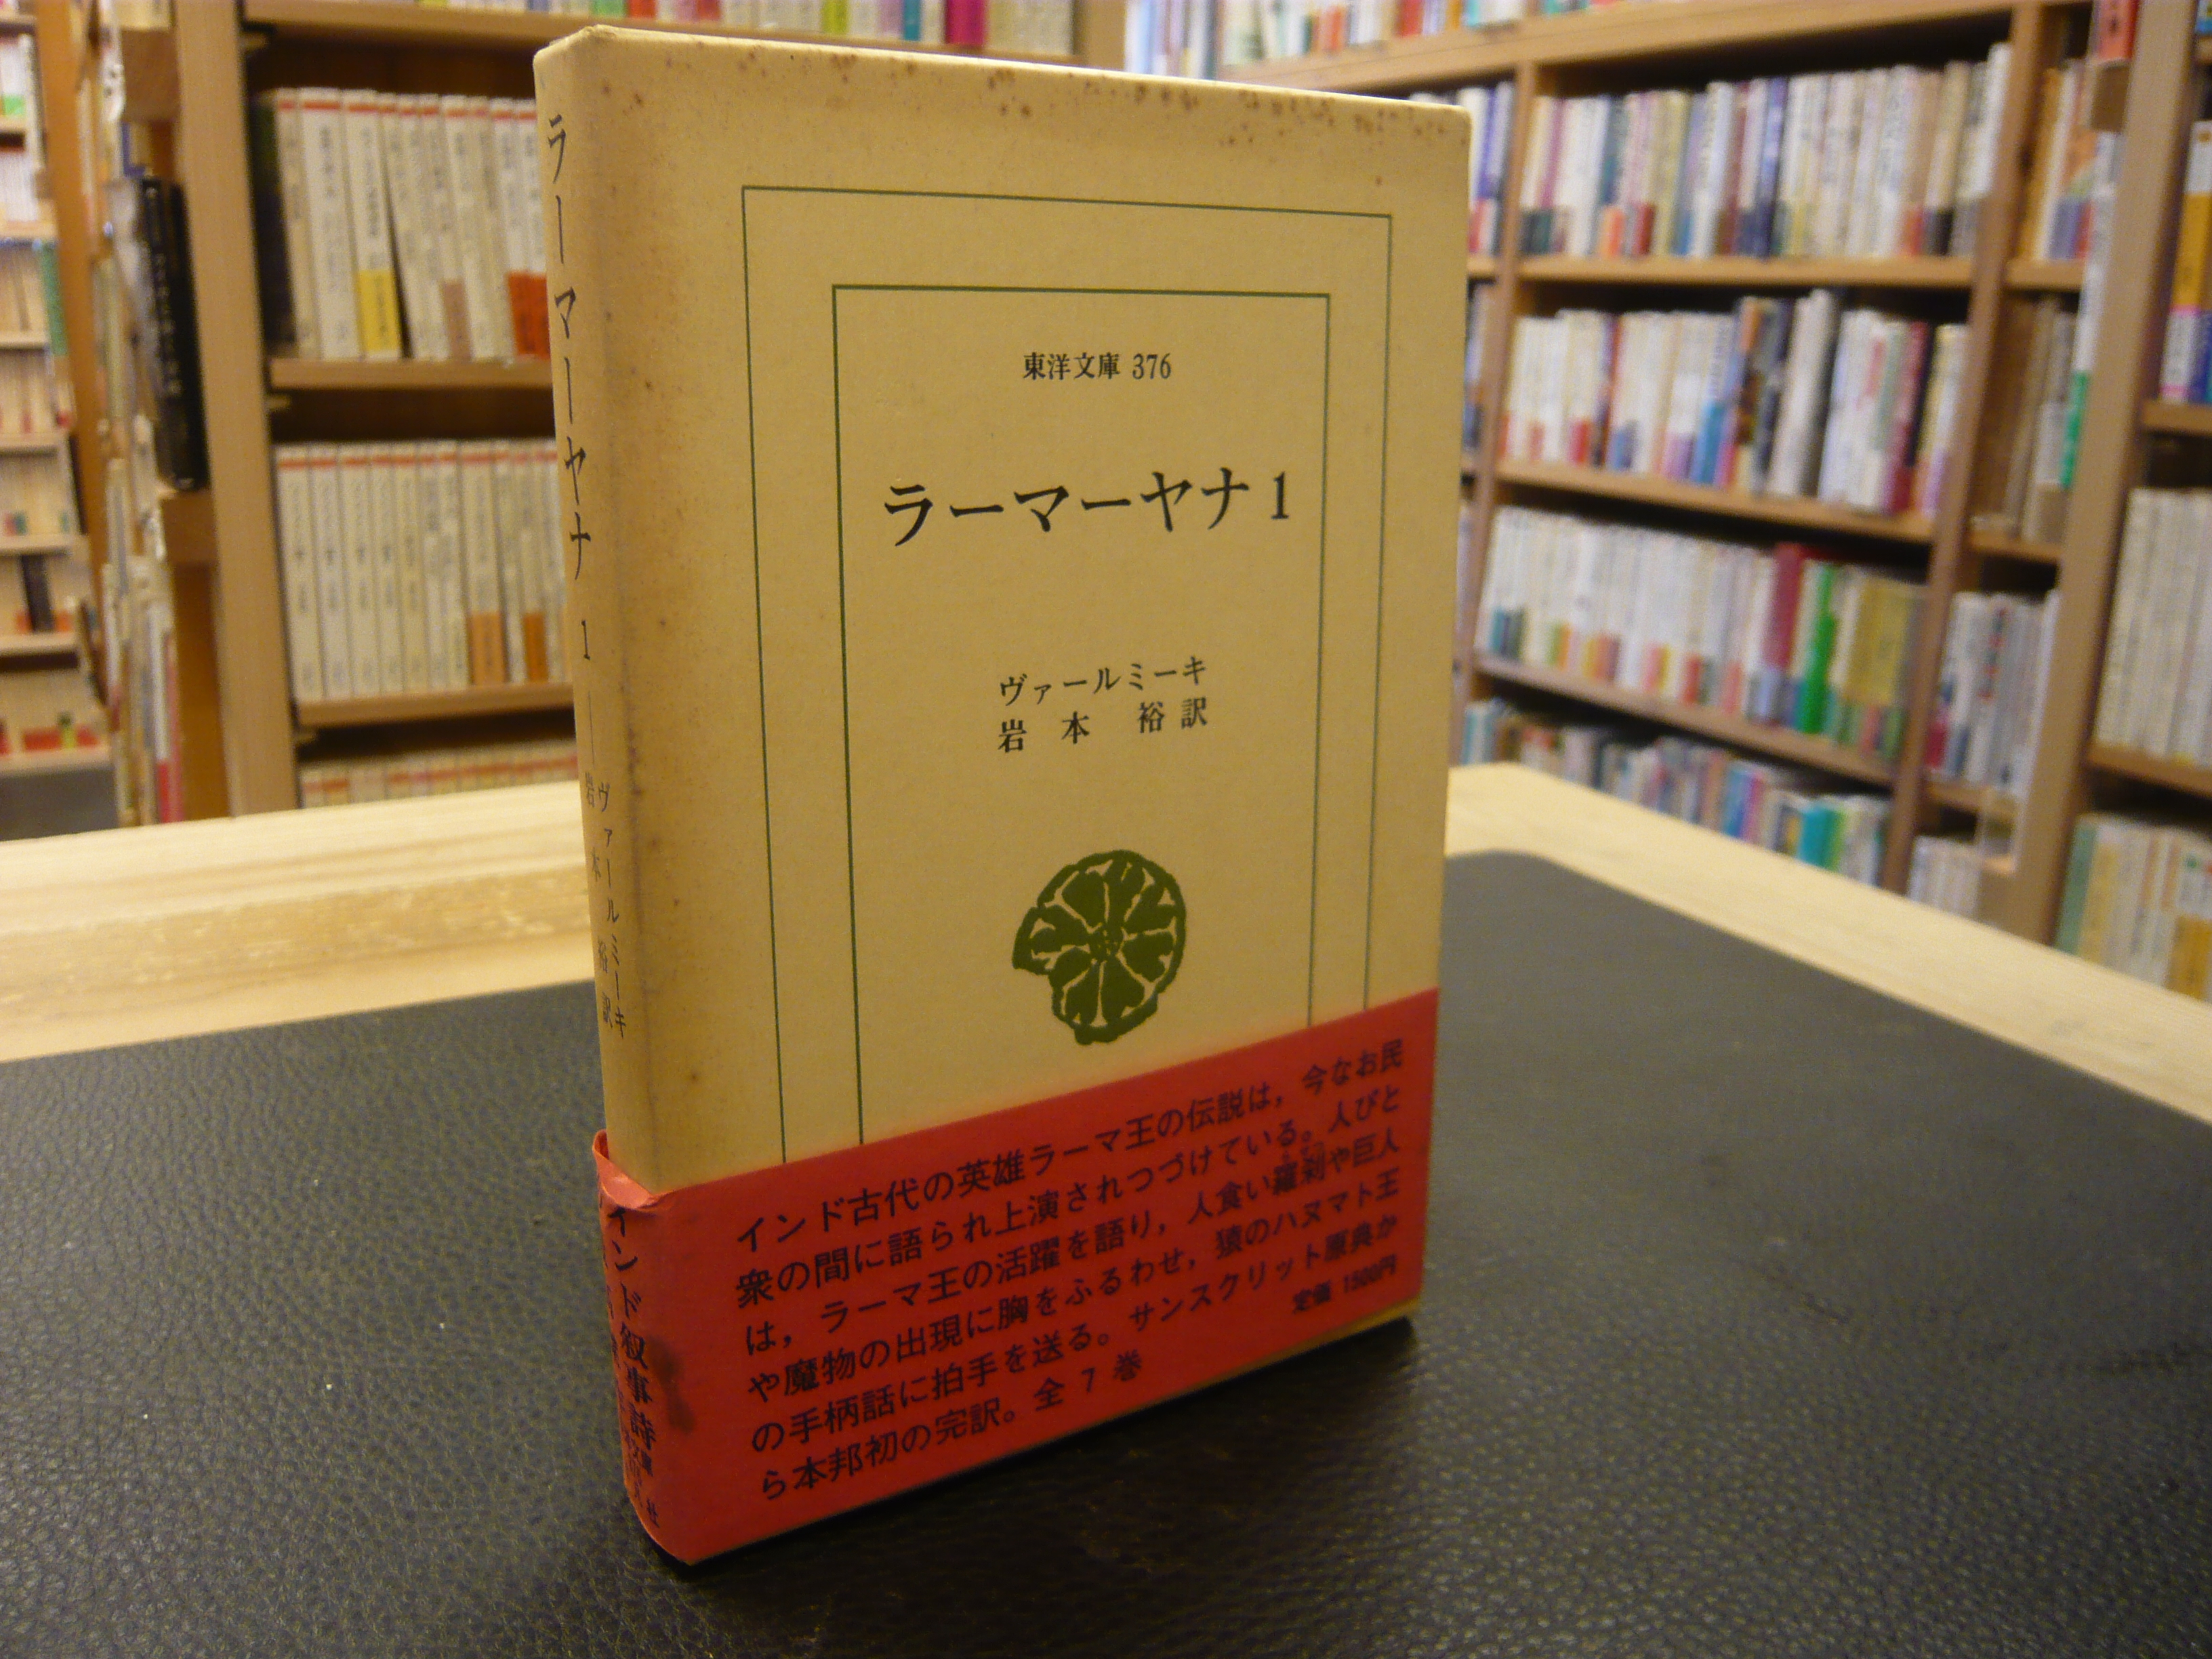 東洋文庫 376
ラーマーヤナ1
ヴァールミーキ
岩本 裕 訳
インド古代の英雄ラーマ王の伝説は，今なお民
衆の間に語られ上演されつづけている。人びと
は，ラーマ王の活躍を語り，人食い羅刹や巨人
や魔物の出現に胸をふるわせ，猿のハヌマト王
の手柄話に拍手を送る。サンスクリット原典か
ら本邦初の完訳。全7巻
定価 1500円
ラーマーヤナ 1
ヴァールミーキ
岩本 裕 訳
インド叙事詩